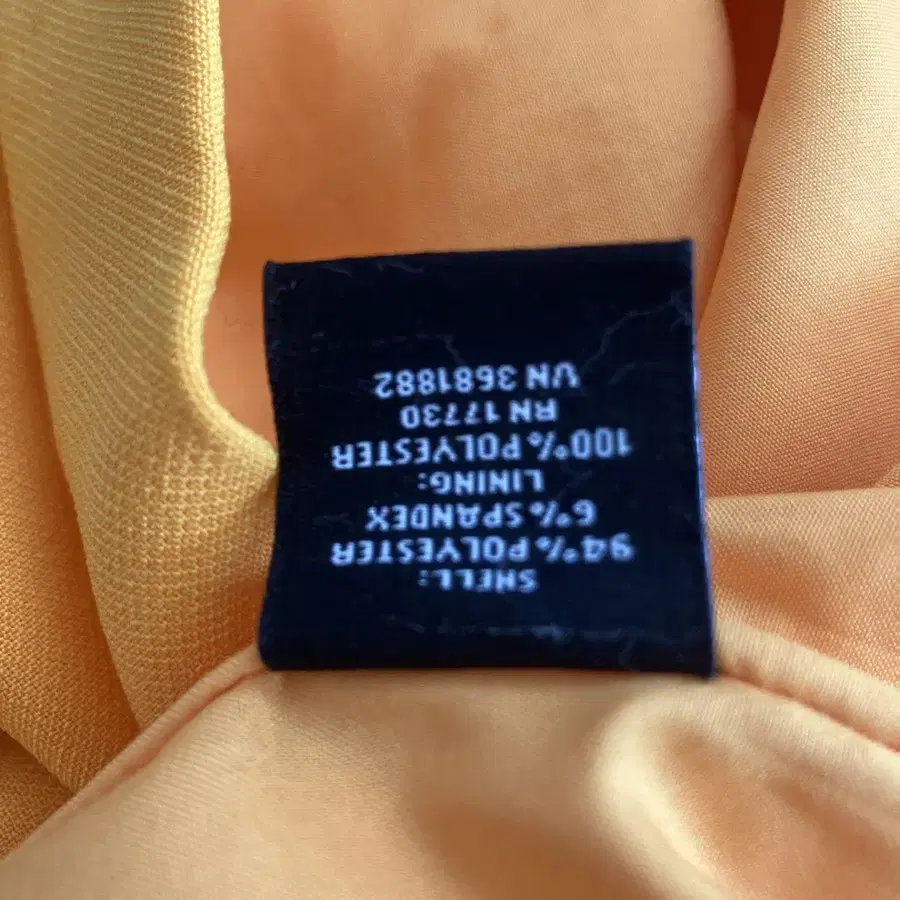 SHELL:
94% POLYESTER
6% SPANDEX
LINING:
100% POLYESTER
RN 17730
VN 3681882